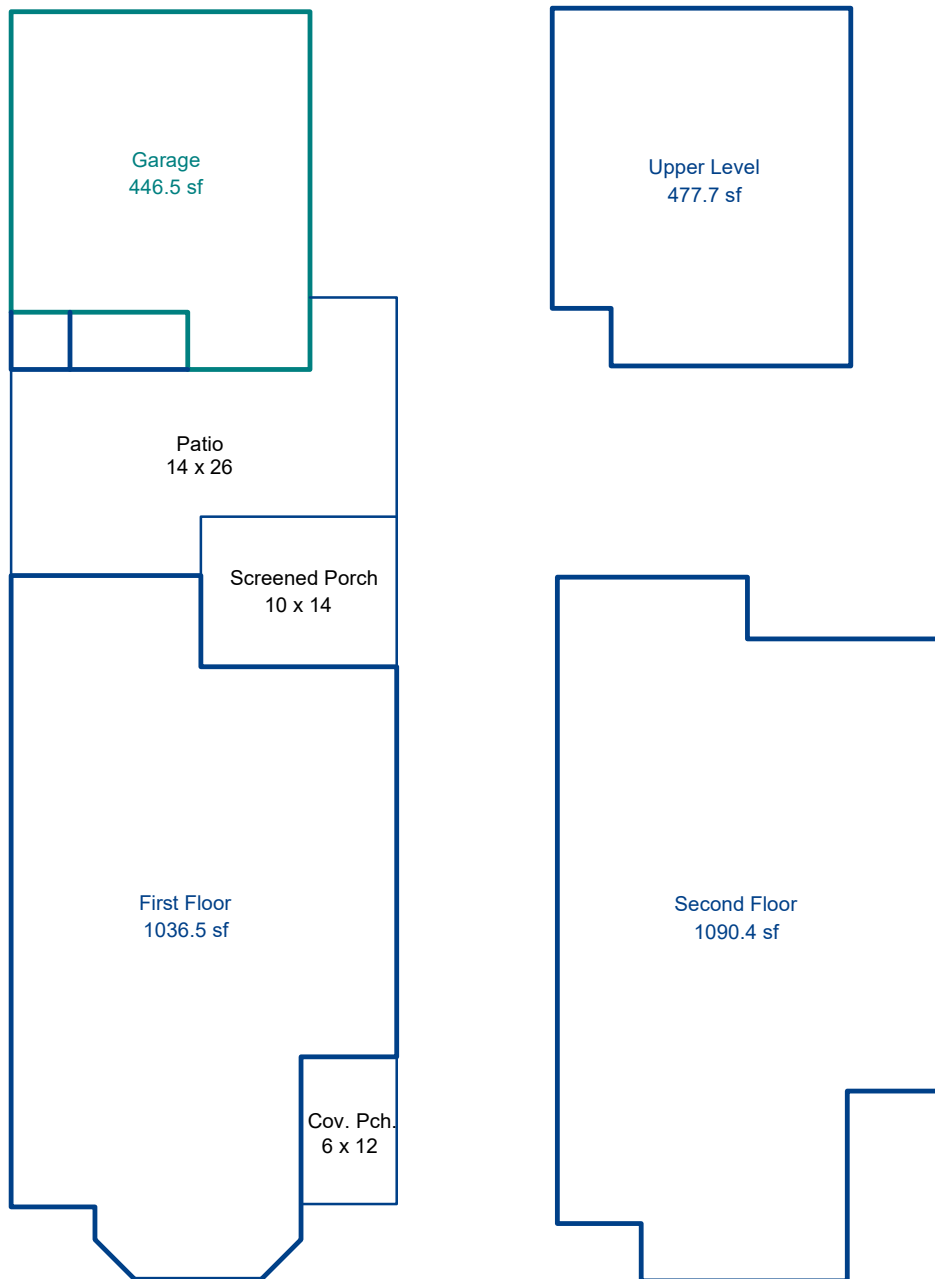 Garage
446.5 sf
Upper Level
477.7 sf
Patio
14 x 26
Screened Porch
10 x 14
First Floor
1036.5 sf
Second Floor
1090.4 sf
Cov. Pch.
6 x 12